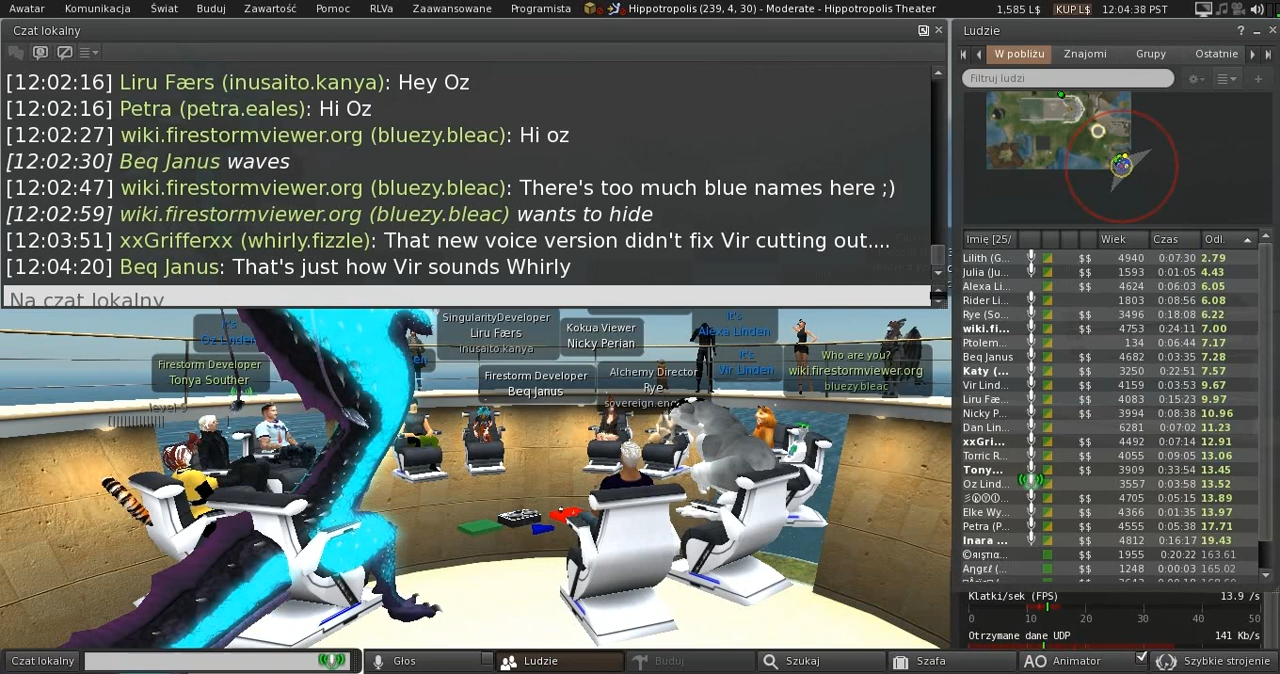 Awatar Komunikacja Świat Buduj Zawartość Pomoc RLVa Zaawansowane Programista Hippotropolis (239, 4, 30) - Moderate - Hippotropolis Theater 1,585 L$ KUP L$ 12:04:38 PST
Czat lokalny
[12:02:16] Liru Færs (inusaito.kanya): Hey Oz
[12:02:16] Petra (petra.eales): Hi Oz
[12:02:27] wiki.firestormviewer.org (bluezy.bleac): Hi oz
[12:02:30] Beq Janus waves
[12:02:47] wiki.firestormviewer.org (bluezy.bleac): There's too much blue names here ;)
[12:02:59] wiki.firestormviewer.org (bluezy.bleac) wants to hide
[12:03:51] xxGrifferxx (whirly.fizzle): That new voice version didn't fix Vir cutting out....
[12:04:20] Beq Janus: That's just how Vir sounds Whirly
Na czat lokalny
It's
Oz Linden
Firestorm Developer
Tonya Souther
level-9
en
SingularityDeveloper
Liru Færs
inusaito.kanya
Kokua Viewer
Nicky Perian
Firestorm Developer
Beq Janus
Alchemy Director
Rye
It's
Alexa Linden
It's
Vir Linden
Who are you?
wiki.firestormviewer.org
bluezy.bleac
Ludzie
? _ ×
W pobliżu Znajomi Grupy Ostatnie
Filtruj ludzi
Imię [25/ Wiek Czas Odl.
Lilith (G... $$ 4940 0:07:30 2.79
Julia (Ju... $$ 1593 0:01:05 4.43
Alexa Li... $$ 4624 0:06:03 6.05
Rider Li... 1803 0:08:56 6.08
Rye (So... $$ 3496 0:18:08 6.22
wiki.fi... $$ 4753 0:24:11 7.00
Ptolem... 134 0:06:44 7.17
Beq Janus $$ 4682 0:03:35 7.28
Katy (... $$ 3250 0:22:51 7.57
Vir Lind... $$ 4159 0:03:53 9.67
Liru Fæ... 4083 0:15:23 9.97
Nicky P... $$ 3994 0:08:38 10.96
Dan Lin... 6281 0:07:02 11.23
xxGri... $$ 4492 0:07:14 12.91
Torric R... $$ 4055 0:09:05 13.06
Tony... $$ 3909 0:33:54 13.45
Oz Lind... 3557 0:03:58 13.52
$$ 4705 0:05:15 13.89
Elke Wy... $$ 4366 0:01:35 13.97
Petra (P... $$ 4555 0:05:38 17.71
Inara ... $$ 4812 0:16:17 19.43
$$ 1955 0:20:22 163.61
$$ 1248 0:00:03 165.02
Klatki/sek (FPS) 13.9 /s
0 10 20 30 40 50
Otrzymane dane UDP 141 Kb/s
Czat lokalny Głos Ludzie Buduj Szukaj Szafa AO Animator Szybkie strojenie